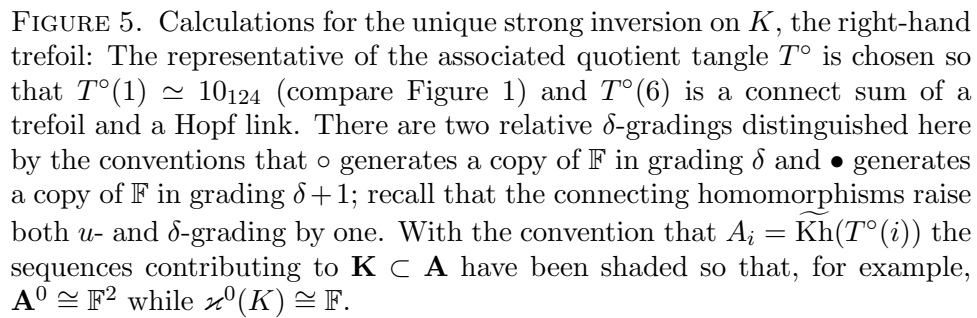 FIGURE 5. Calculations for the unique strong inversion on K, the right-hand
trefoil: The representative of the associated quotient tangle T° is chosen so
that T°(1) ≃ 10₁₂₄ (compare Figure 1) and T°(6) is a connect sum of a
trefoil and a Hopf link. There are two relative δ-gradings distinguished here
by the conventions that ∘ generates a copy of 𝔽 in grading δ and • generates
a copy of 𝔽 in grading δ+1; recall that the connecting homomorphisms raise
both u- and δ-grading by one. With the convention that Aᵢ = K͠h(T°(i)) the
sequences contributing to 𝐊 ⊂ 𝐀 have been shaded so that, for example,
𝐀⁰ ≅ 𝔽² while ϰ⁰(K) ≅ 𝔽.